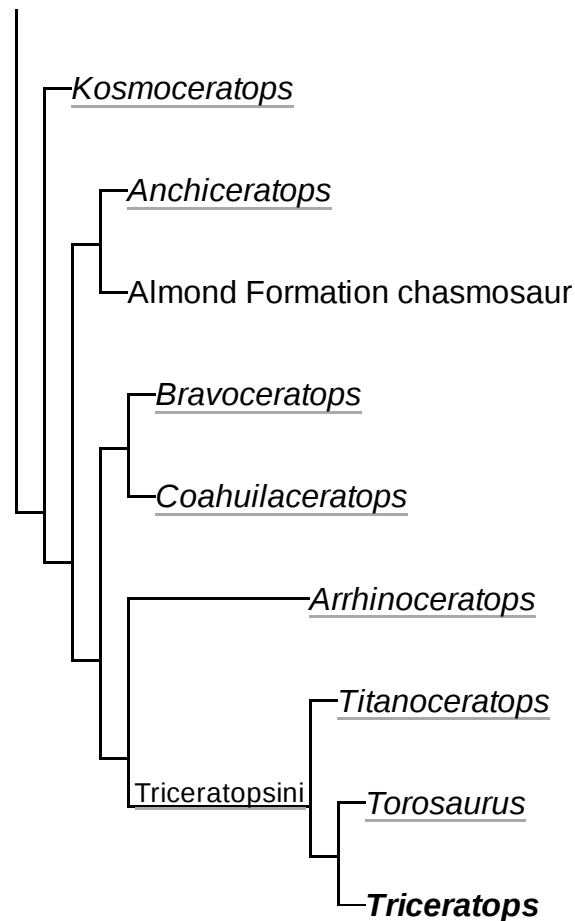 Kosmoceratops
Anchiceratops
Almond Formation chasmosaur
Bravoceratops
Coahuilaceratops
Arrhinoceratops
Titanoceratops
Triceratopsini
Torosaurus
Triceratops